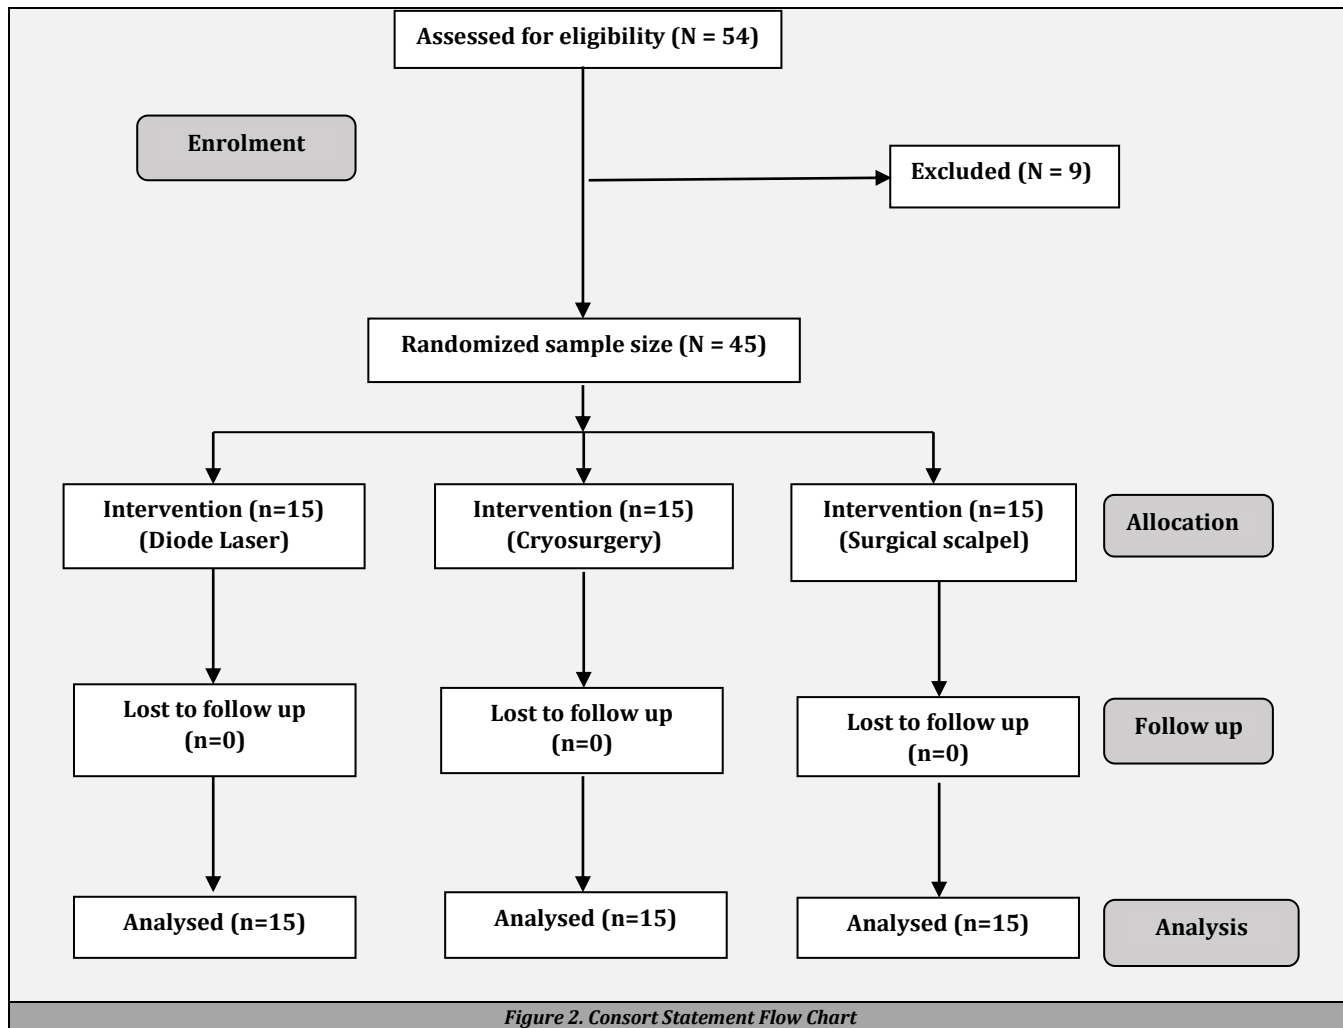 Assessed for eligibility (N = 54)
Enrolment
Excluded (N = 9)
Randomized sample size (N = 45)
Intervention (n=15)
(Diode Laser)
Intervention (n=15)
(Cryosurgery)
Intervention (n=15)
(Surgical scalpel)
Allocation
Lost to follow up
(n=0)
Lost to follow up
(n=0)
Lost to follow up
(n=0)
Follow up
Analysed (n=15)
Analysed (n=15)
Analysed (n=15)
Analysis
Figure 2. Consort Statement Flow Chart